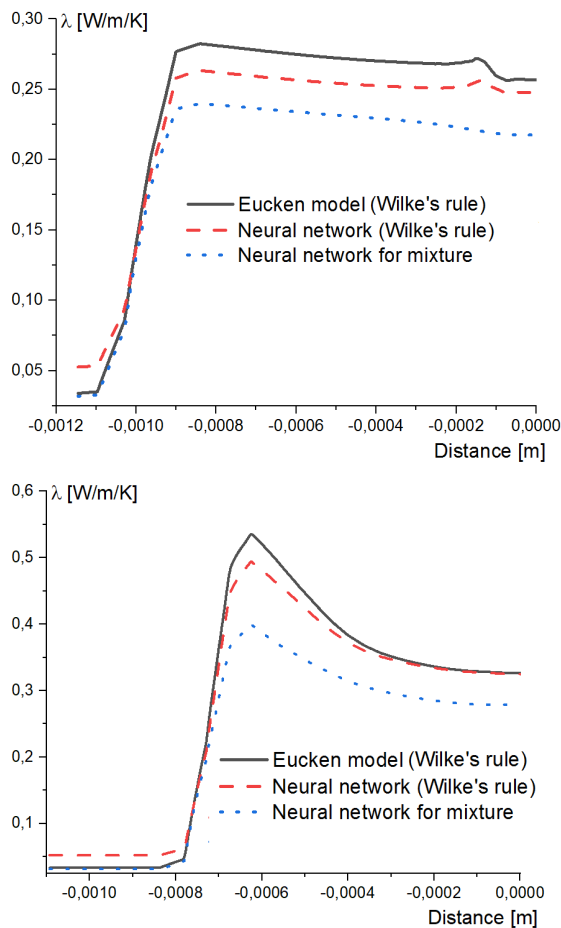 λ [W/m/K]
0,30
0,25
0,20
0,15
0,10
0,05
Eucken model (Wilke's rule)
Neural network (Wilke's rule)
Neural network for mixture
-0,0012 -0,0010 -0,0008 -0,0006 -0,0004 -0,0002 0,0000
Distance [m]
λ [W/m/K]
0,6
0,5
0,4
0,3
0,2
0,1
Eucken model (Wilke's rule)
Neural network (Wilke's rule)
Neural network for mixture
-0,0010 -0,0008 -0,0006 -0,0004 -0,0002 0,0000
Distance [m]